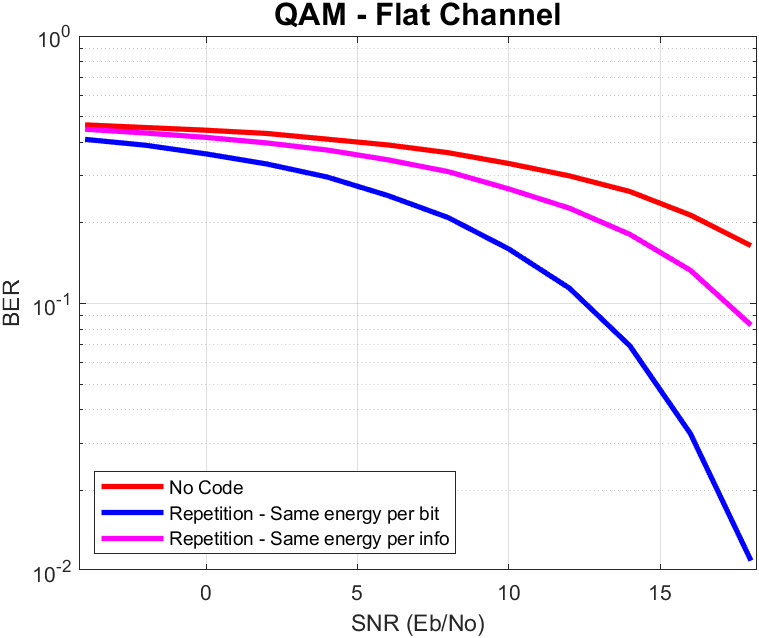 QAM - Flat Channel
10^0
10^-1
10^-2
BER
No Code
Repetition - Same energy per bit
Repetition - Same energy per info
0 5 10 15
SNR (Eb/No)